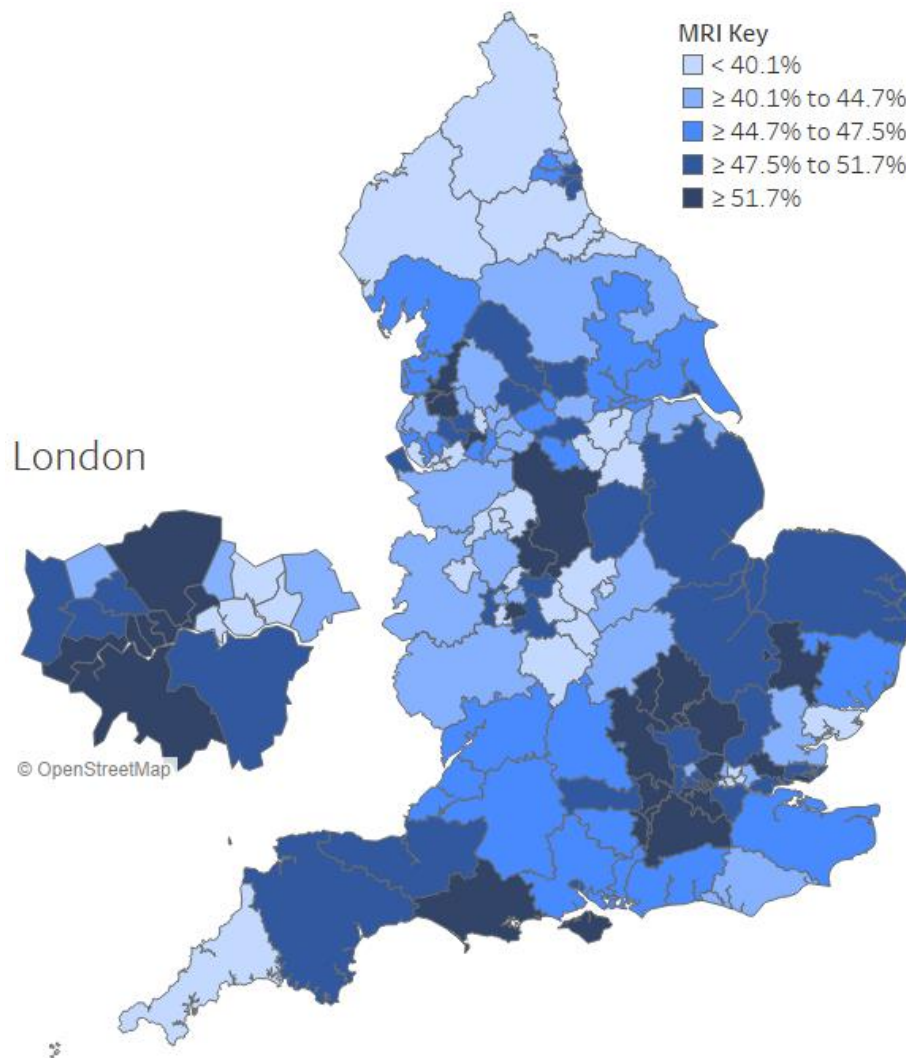 MRI Key
< 40.1%
≥ 40.1% to 44.7%
≥ 44.7% to 47.5%
≥ 47.5% to 51.7%
≥ 51.7%
London
© OpenStreetMap